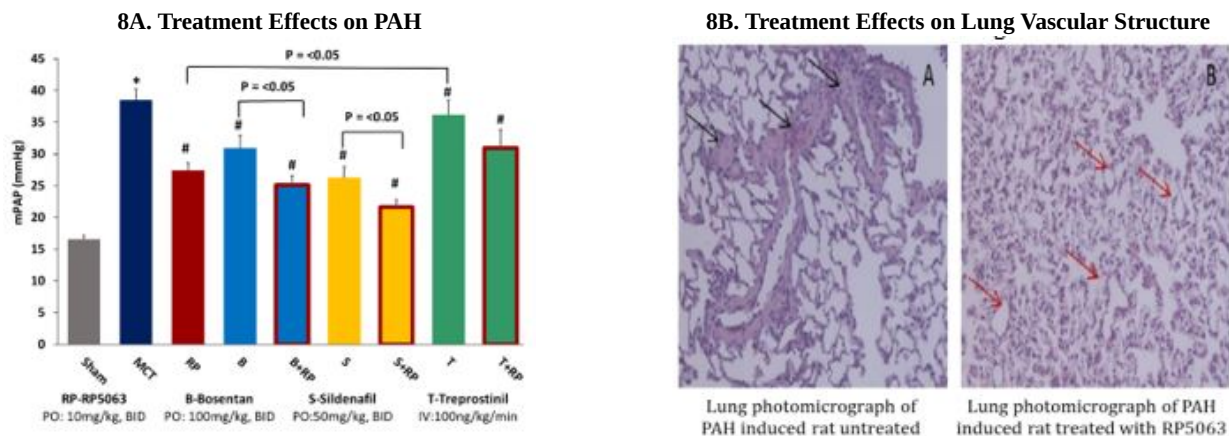 8A. Treatment Effects on PAH
P = <0.05
P = <0.05
P = <0.05
* # # # # # # #
45
40
35
30
25
20
15
10
5
0
mPAP (mmHg)
Sham MCT RP B B+RP S S+RP T T+RP
RP-RP5063 B-Bosentan S-Sildenafil T-Treprostinil
PO: 10mg/kg, BID PO: 100mg/kg, BID PO:50mg/kg, BID IV:100ng/kg/min
8B. Treatment Effects on Lung Vascular Structure
A
B
Lung photomicrograph of
PAH induced rat untreated
Lung photomicrograph of PAH
induced rat treated with RP5063